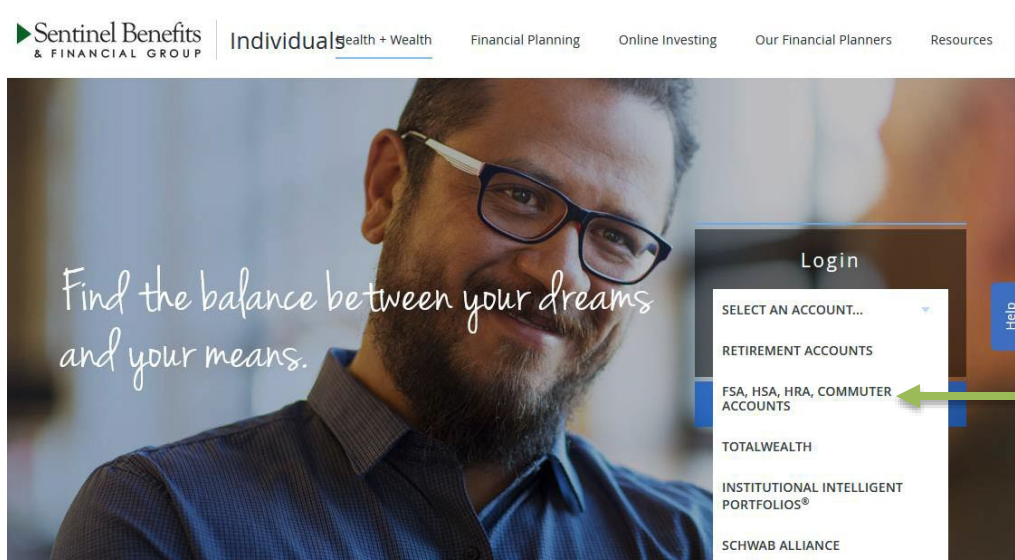 Sentinel Benefits
& FINANCIAL GROUP
Individuals
Health + Wealth
Financial Planning
Online Investing
Our Financial Planners
Resources
Find the balance between your dreams
and your means.
Login
SELECT AN ACCOUNT...
RETIREMENT ACCOUNTS
FSA, HSA, HRA, COMMUTER
ACCOUNTS
TOTALWEALTH
INSTITUTIONAL INTELLIGENT
PORTFOLIOS®
SCHWAB ALLIANCE
Help